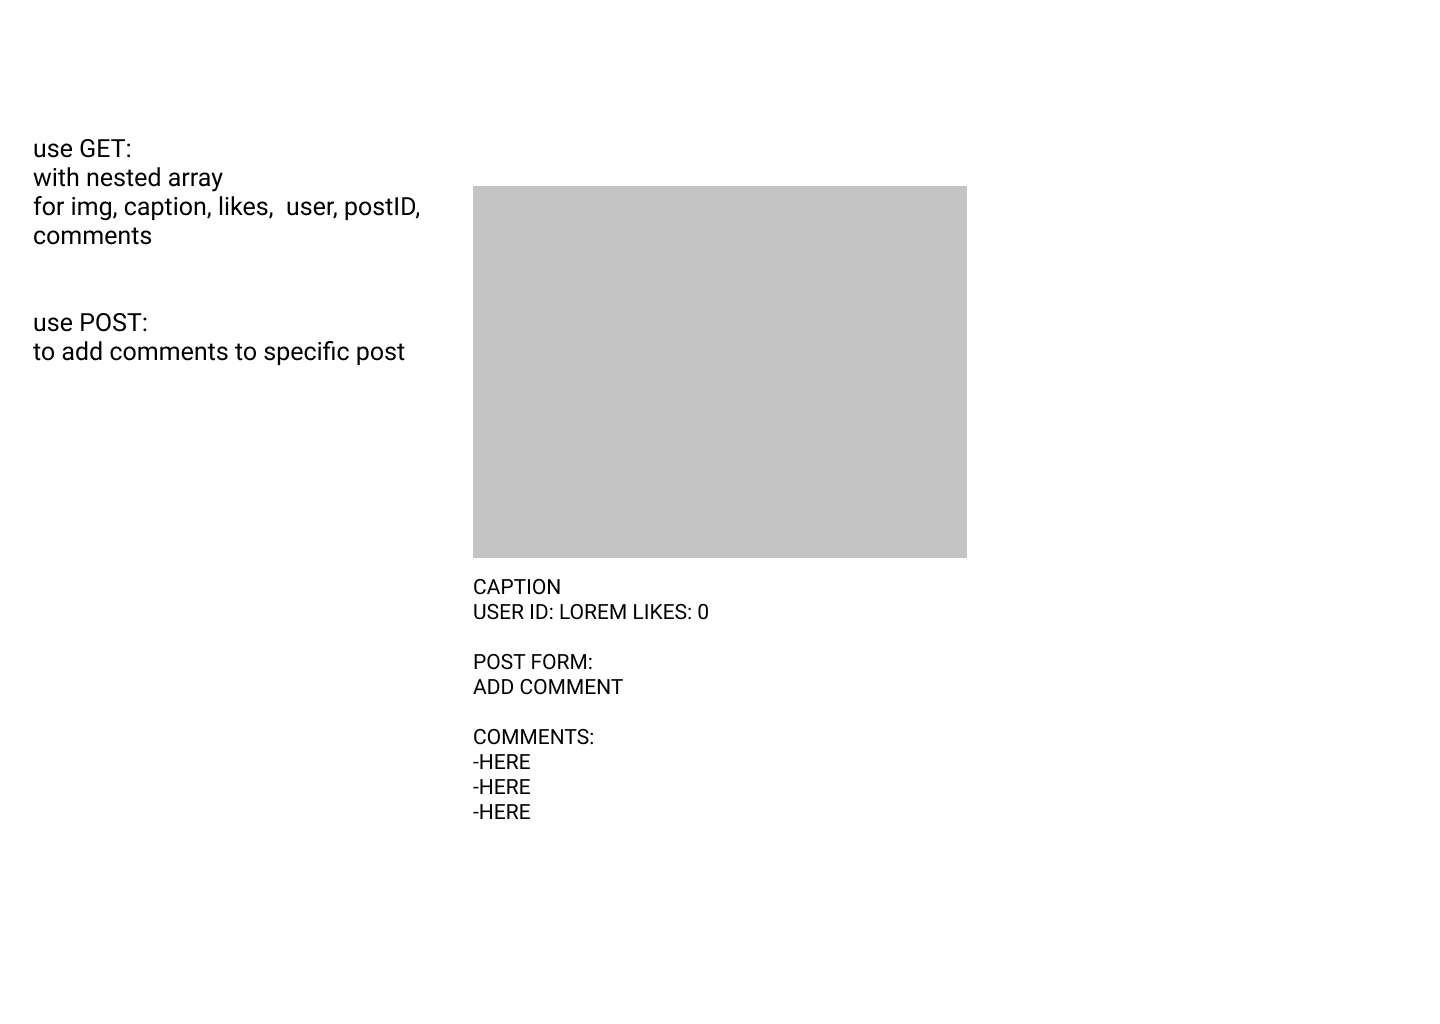 use GET:
with nested array
for img, caption, likes,  user, postID,
comments
use POST:
to add comments to specific post
CAPTION
USER ID: LOREM LIKES: 0
POST FORM:
ADD COMMENT
COMMENTS:
-HERE
-HERE
-HERE